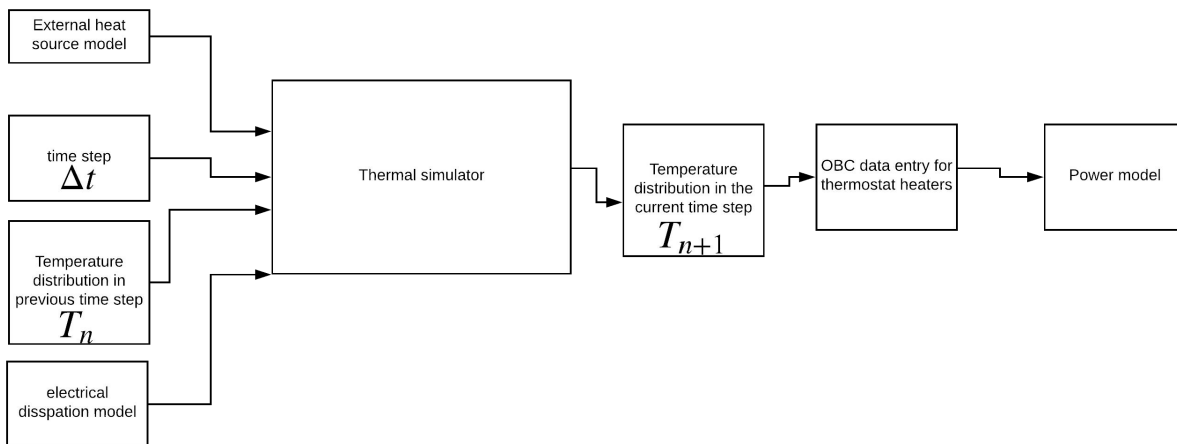 External heat
source model
time step
Δt
Temperature
distribution in
previous time step
T_n
electrical
disspation model
Thermal simulator
Temperature
distribution in the
current time step
T_{n+1}
OBC data entry for
thermostat heaters
Power model